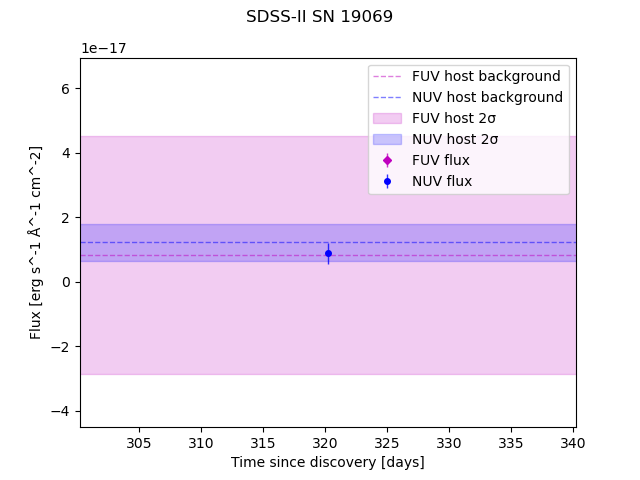 SDSS-II SN 19069
1e−17
FUV host background
NUV host background
FUV host 2σ
NUV host 2σ
FUV flux
NUV flux
6
4
2
0
−2
−4
Flux [erg s^-1 Å^-1 cm^-2]
305 310 315 320 325 330 335 340
Time since discovery [days]